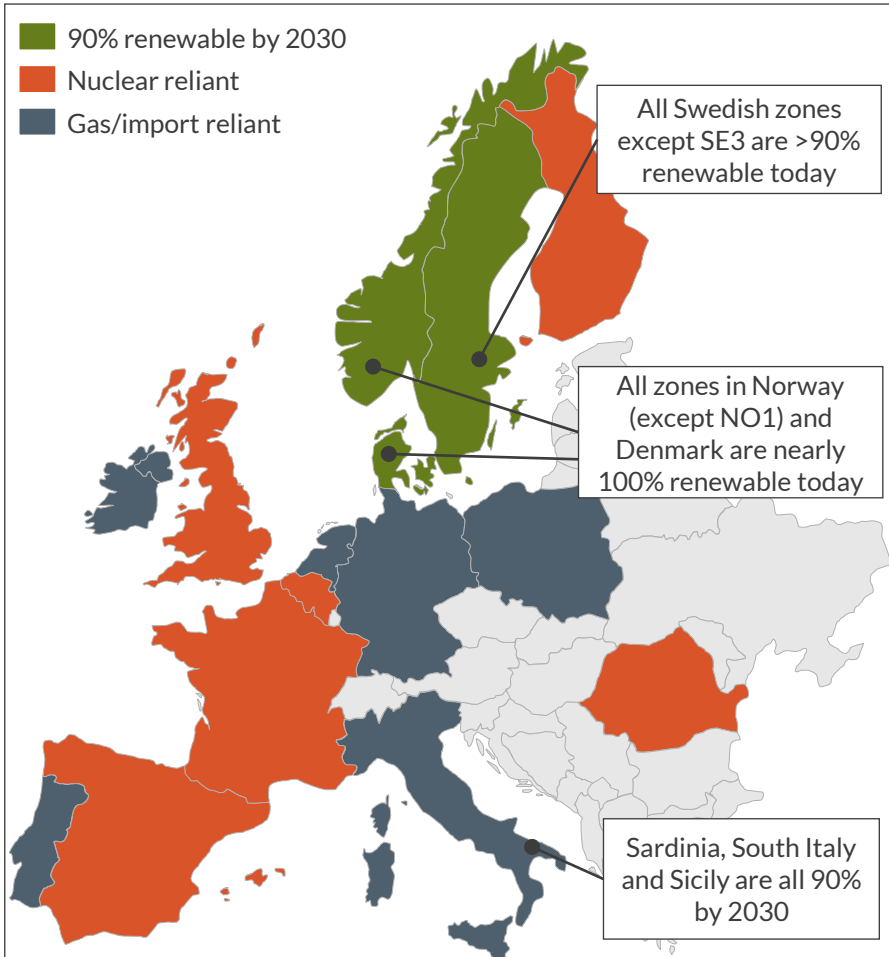 90% renewable by 2030
Nuclear reliant
Gas/import reliant
All Swedish zones
except SE3 are >90%
renewable today
All zones in Norway
(except NO1) and
Denmark are nearly
100% renewable today
Sardinia, South Italy
and Sicily are all 90%
by 2030